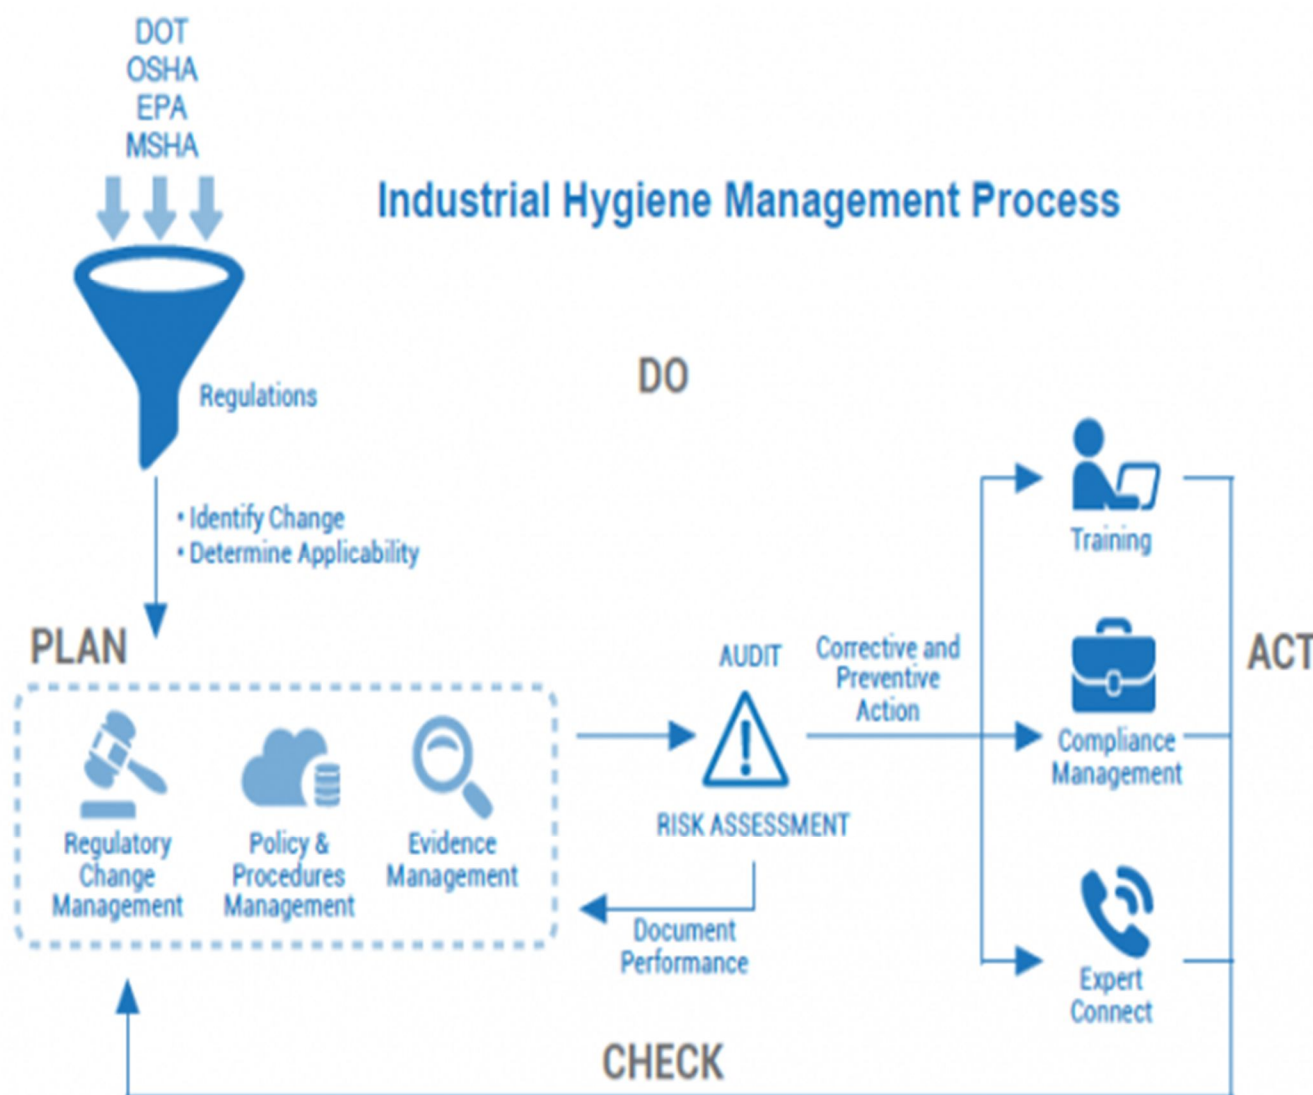 DOT
OSHA
EPA
MSHA
Industrial Hygiene Management Process
DO
Regulations
• Identify Change
• Determine Applicability
PLAN
Regulatory
Change
Management
Policy &
Procedures
Management
Evidence
Management
AUDIT
RISK ASSESSMENT
Document
Performance
Corrective and
Preventive
Action
Training
Compliance
Management
Expert
Connect
ACT
CHECK